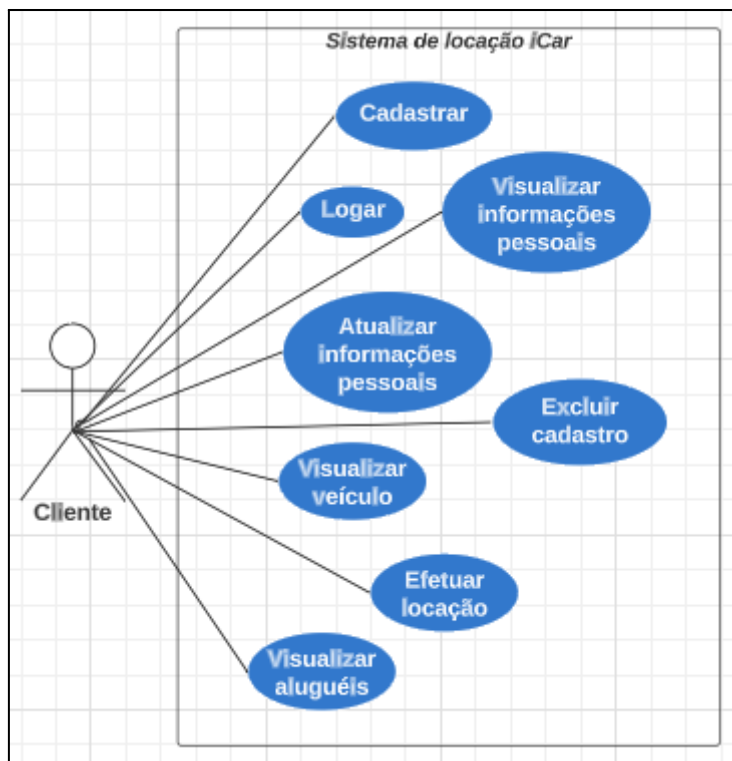 Sistema de locação iCar
Cadastrar
Logar
Visualizar
informações
pessoais
Atualizar
informações
pessoais
Excluir
cadastro
Visualizar
veículo
Cliente
Efetuar
locação
Visualizar
aluguéis